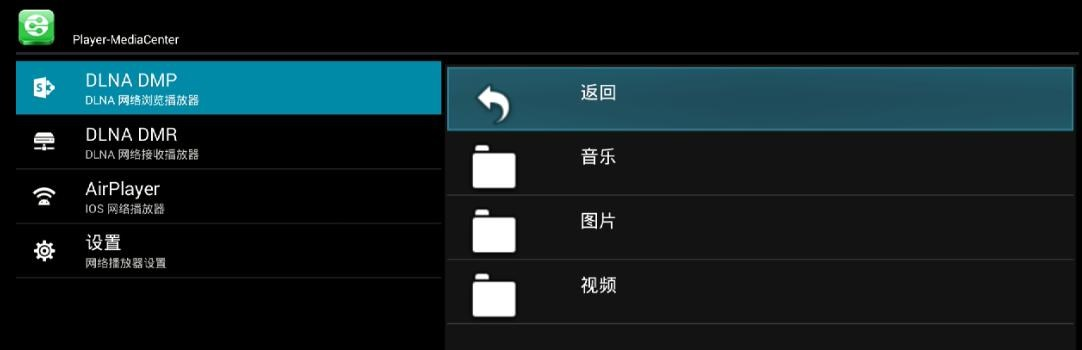 Player-MediaCenter
DLNA DMP
DLNA 网络浏览播放器
DLNA DMR
DLNA 网络接收播放器
AirPlayer
IOS 网络播放器
设置
网络播放器设置
返回
音乐
图片
视频